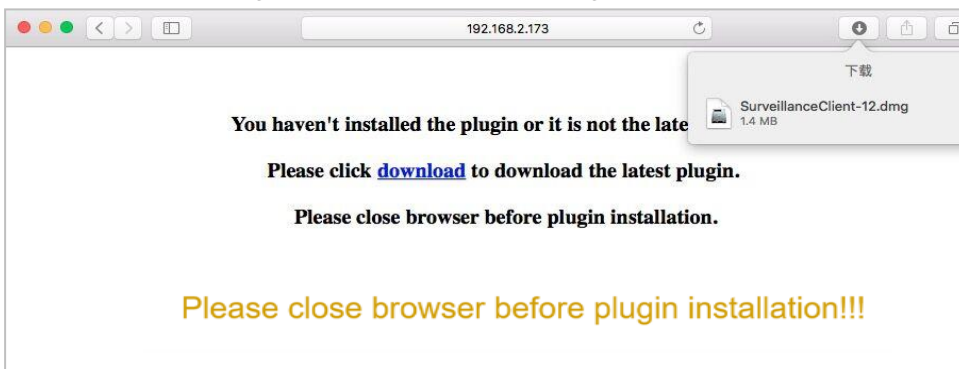 192.168.2.173
下载
SurveillanceClient-12.dmg
1.4 MB
You haven't installed the plugin or it is not the late
Please click download to download the latest plugin.
Please close browser before plugin installation.
Please close browser before plugin installation!!!